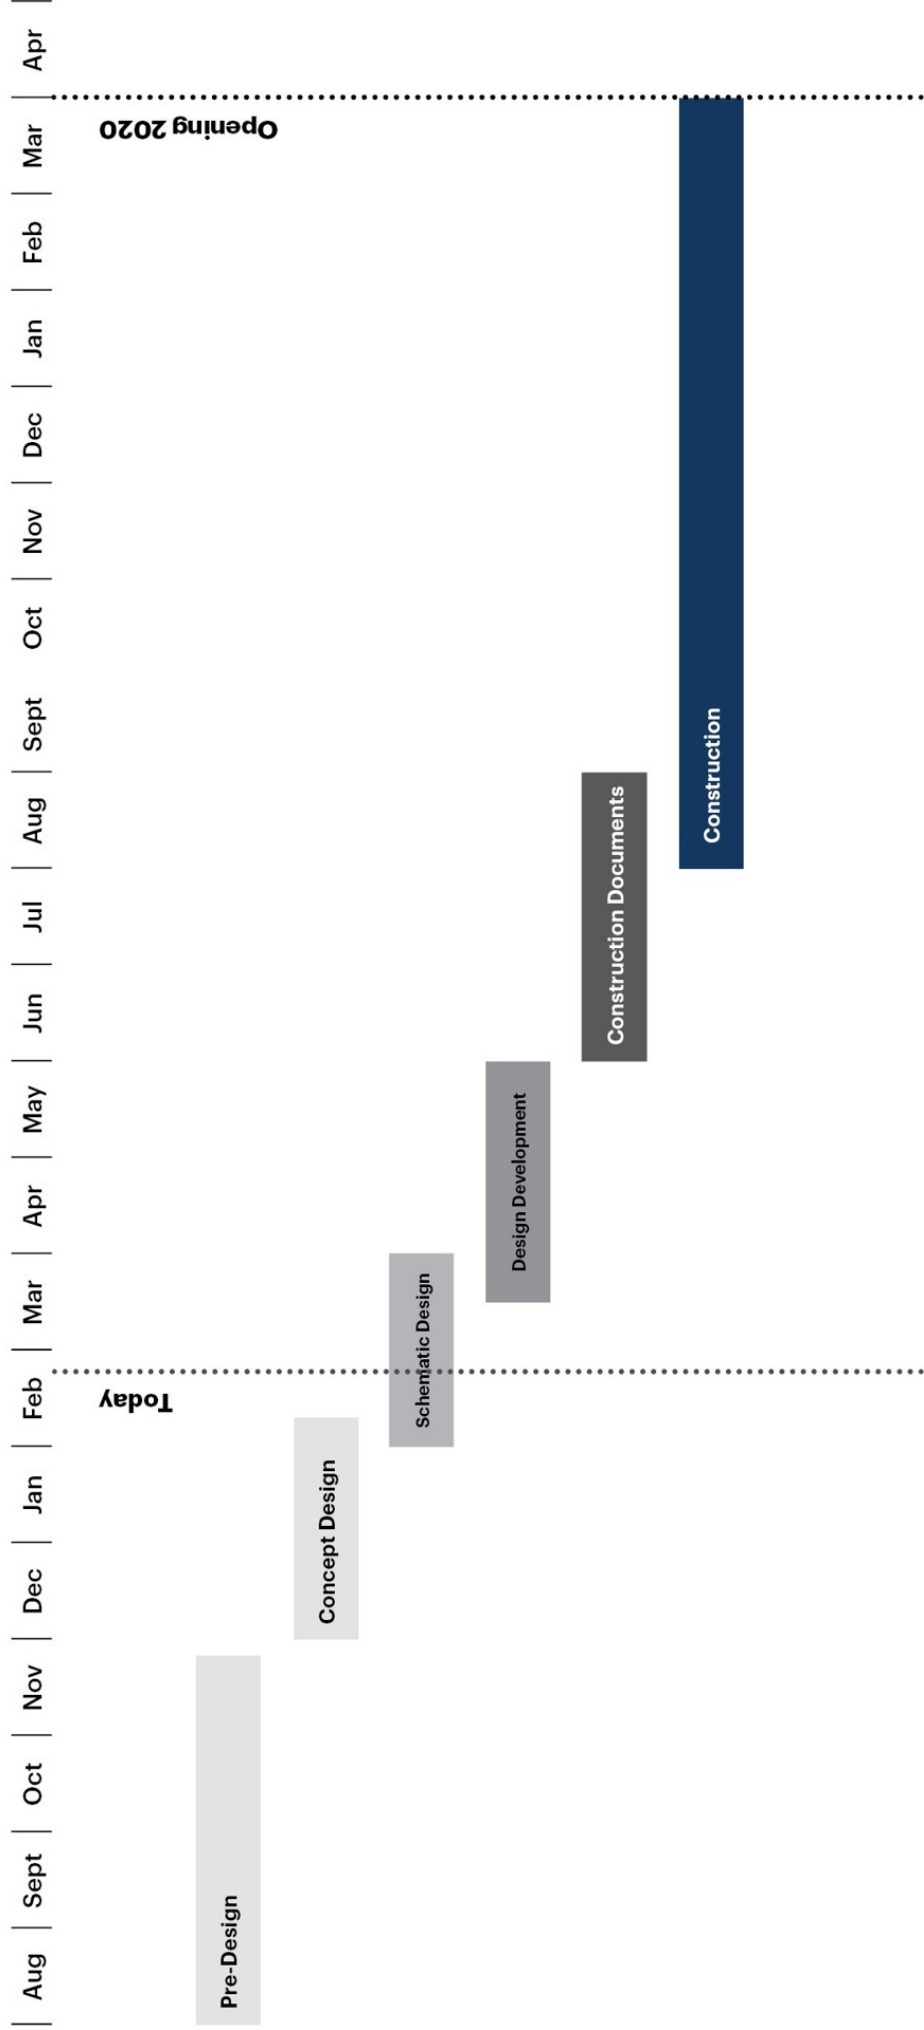 Aug
Sept
Oct
Nov
Dec
Jan
Feb
Mar
Apr
May
Jun
Jul
Aug
Sept
Oct
Nov
Dec
Jan
Feb
Mar
Apr
Today
Opening 2020
Pre-Design
Concept Design
Schematic Design
Design Development
Construction Documents
Construction